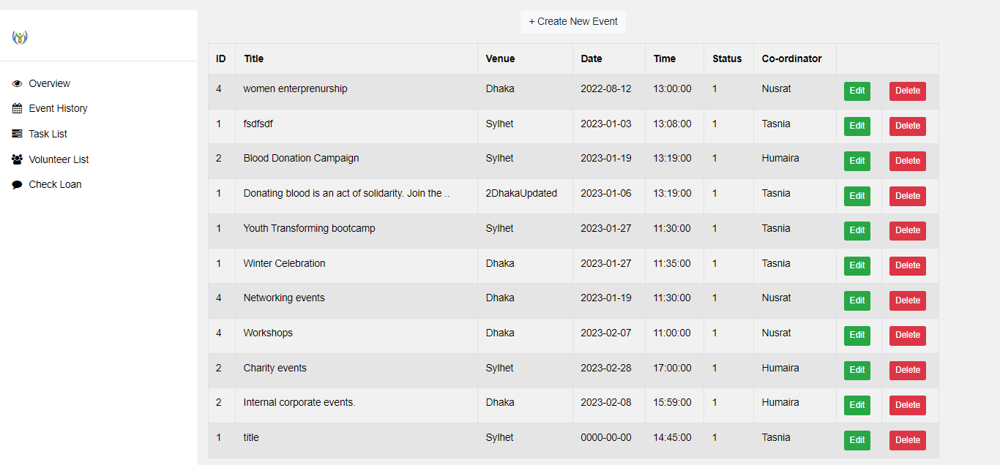 + Create New Event
Overview
Event History
Task List
Volunteer List
Check Loan
ID Title Venue Date Time Status Co-ordinator
4 women enterprenurship Dhaka 2022-08-12 13:00:00 1 Nusrat Edit Delete
1 fsdfsdf Sylhet 2023-01-03 13:08:00 1 Tasnia Edit Delete
2 Blood Donation Campaign Sylhet 2023-01-19 13:19:00 1 Humaira Edit Delete
1 Donating blood is an act of solidarity. Join the .. 2DhakaUpdated 2023-01-06 13:19:00 1 Tasnia Edit Delete
1 Youth Transforming bootcamp Sylhet 2023-01-27 11:30:00 1 Tasnia Edit Delete
1 Winter Celebration Dhaka 2023-01-27 11:35:00 1 Tasnia Edit Delete
4 Networking events Dhaka 2023-01-19 11:30:00 1 Nusrat Edit Delete
4 Workshops Dhaka 2023-02-07 11:00:00 1 Nusrat Edit Delete
2 Charity events Sylhet 2023-02-28 17:00:00 1 Humaira Edit Delete
2 Internal corporate events. Dhaka 2023-02-08 15:59:00 1 Humaira Edit Delete
1 title Sylhet 0000-00-00 14:45:00 1 Tasnia Edit Delete